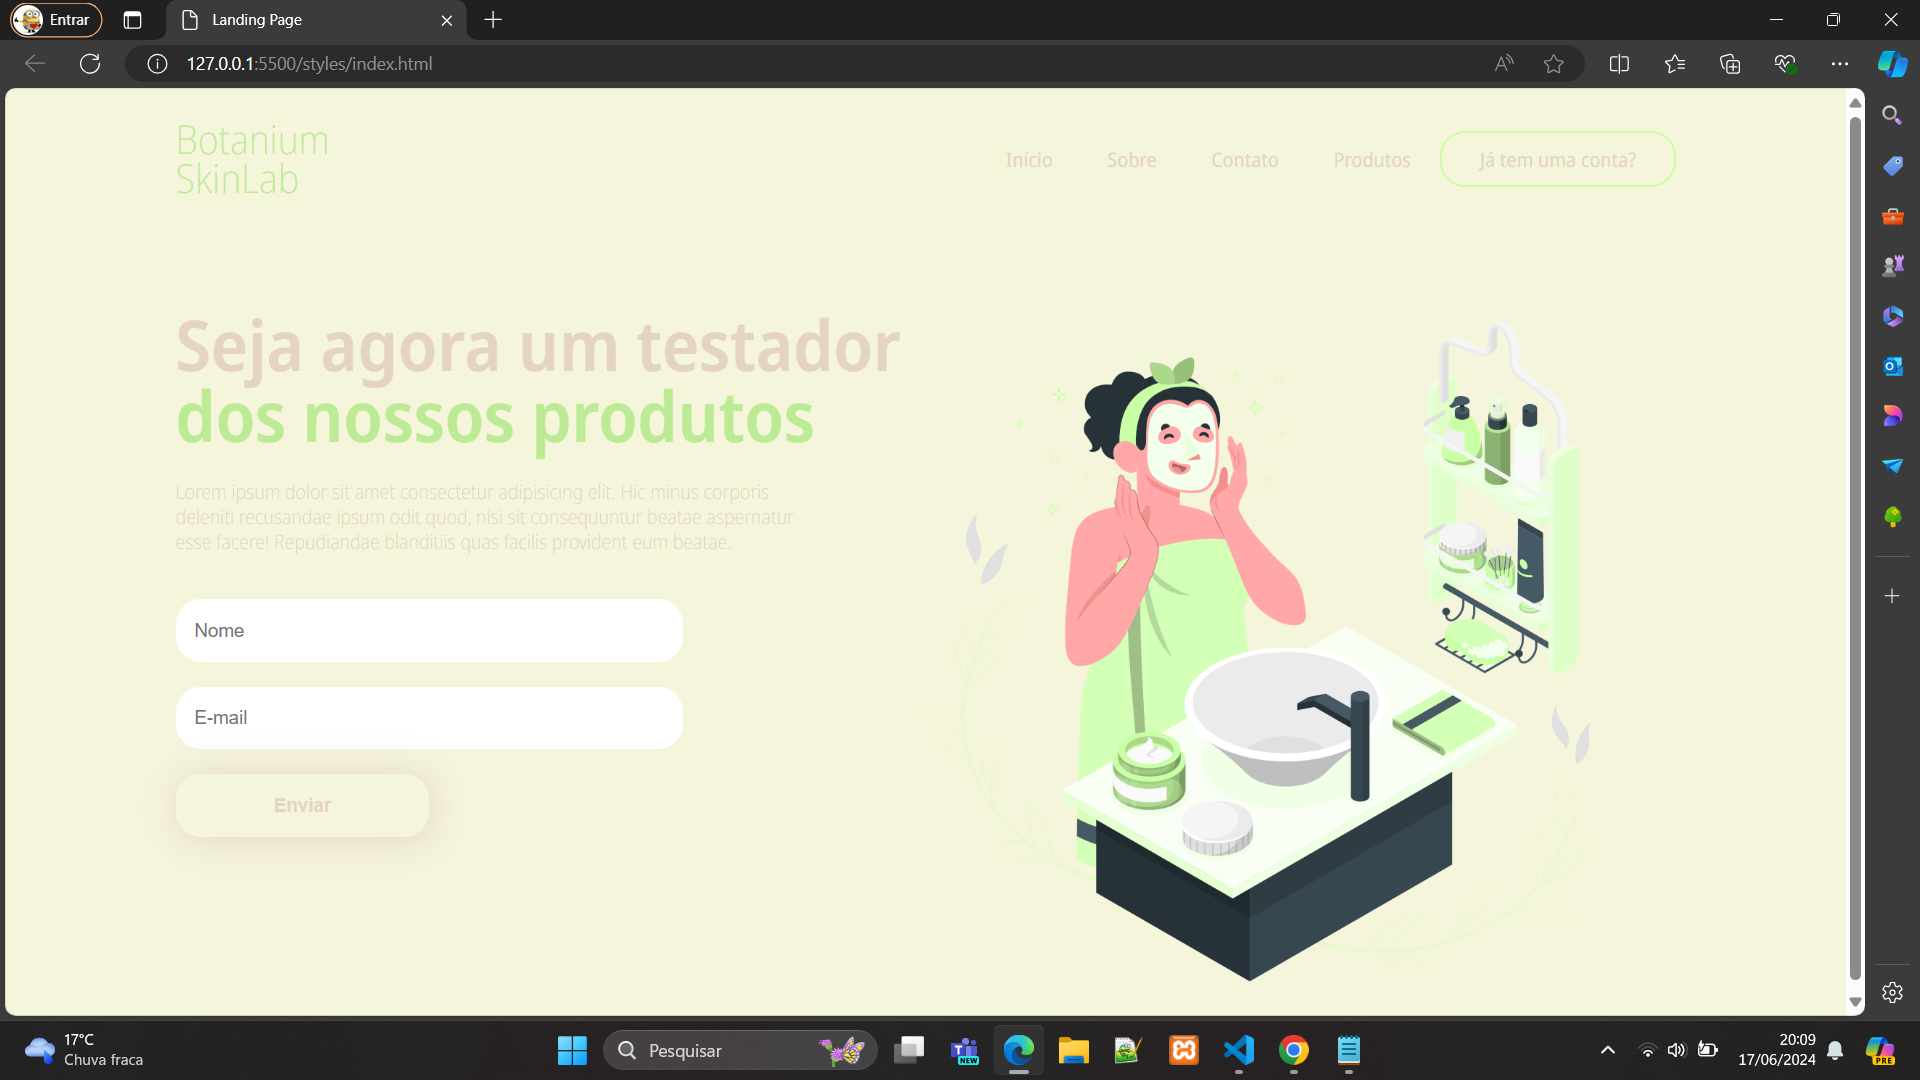 Entrar
Landing Page
127.0.0.1:5500/styles/index.html
Botanium
SkinLab
Início Sobre Contato Produtos Já tem uma conta?
Seja agora um testador
dos nossos produtos
Lorem ipsum dolor sit amet consectetur adipisicing elit. Hic minus corporis
deleniti recusandae ipsum odit quod, nisi sit consequuntur beatae aspernatur
esse facere! Repudiandae blanditiis quas facilis provident eum beatae.
Nome
E-mail
Enviar
17°C
Chuva fraca
Pesquisar
NEW
20:09
17/06/2024
PRE